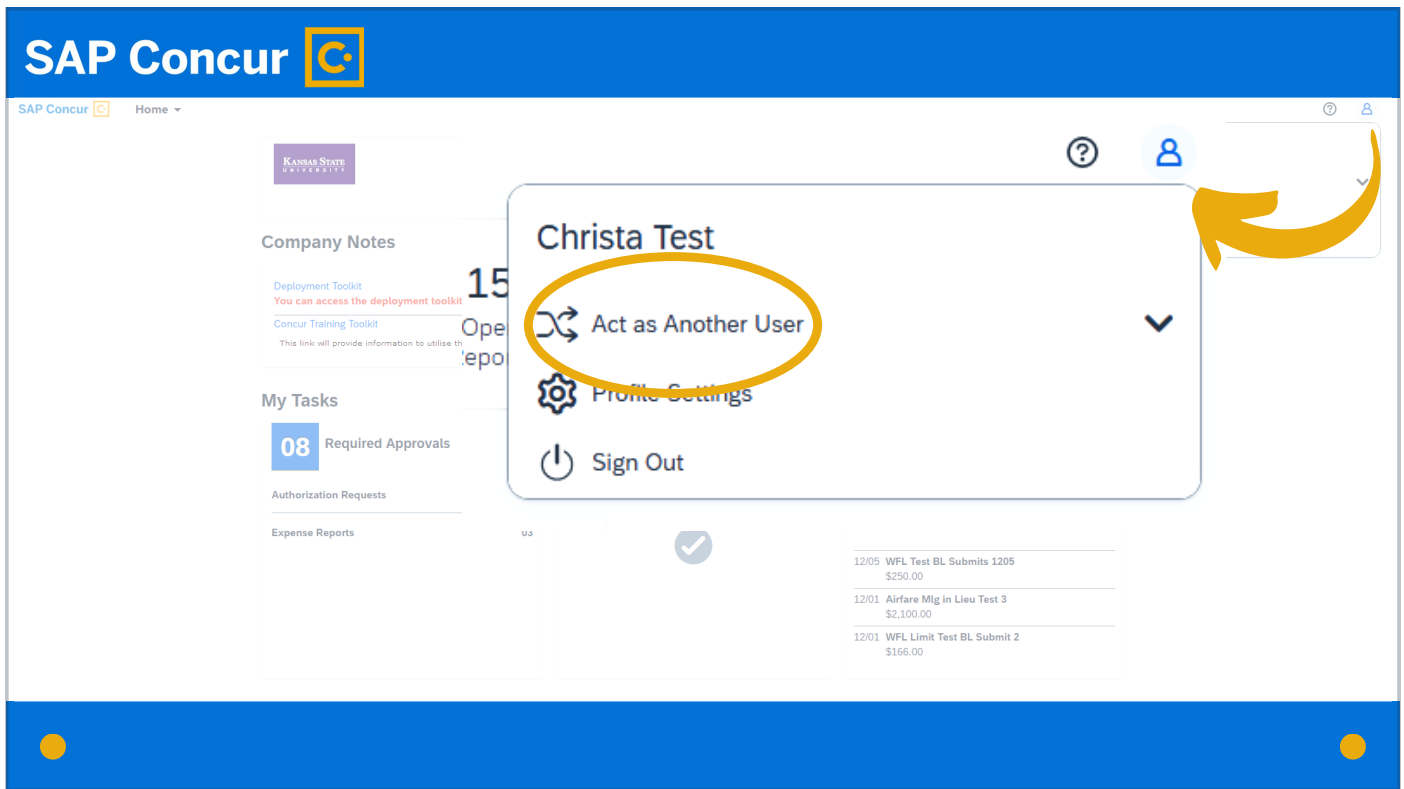 SAP Concur
SAP Concur Home
KANSAS STATE
UNIVERSITY
Christa Test
Company Notes
15
Deployment Toolkit
You can access the deployment toolkit
Act as Another User
Concur Training Toolkit
Ope
This link will provide information to utilise th
epor
Profile Settings
My Tasks
08 Required Approvals
Sign Out
Authorization Requests
Expense Reports 03
12/05 WFL Test BL Submits 1205
$250.00
12/01 Airfare Mlg in Lieu Test 3
$2,100.00
12/01 WFL Limit Test BL Submit 2
$166.00